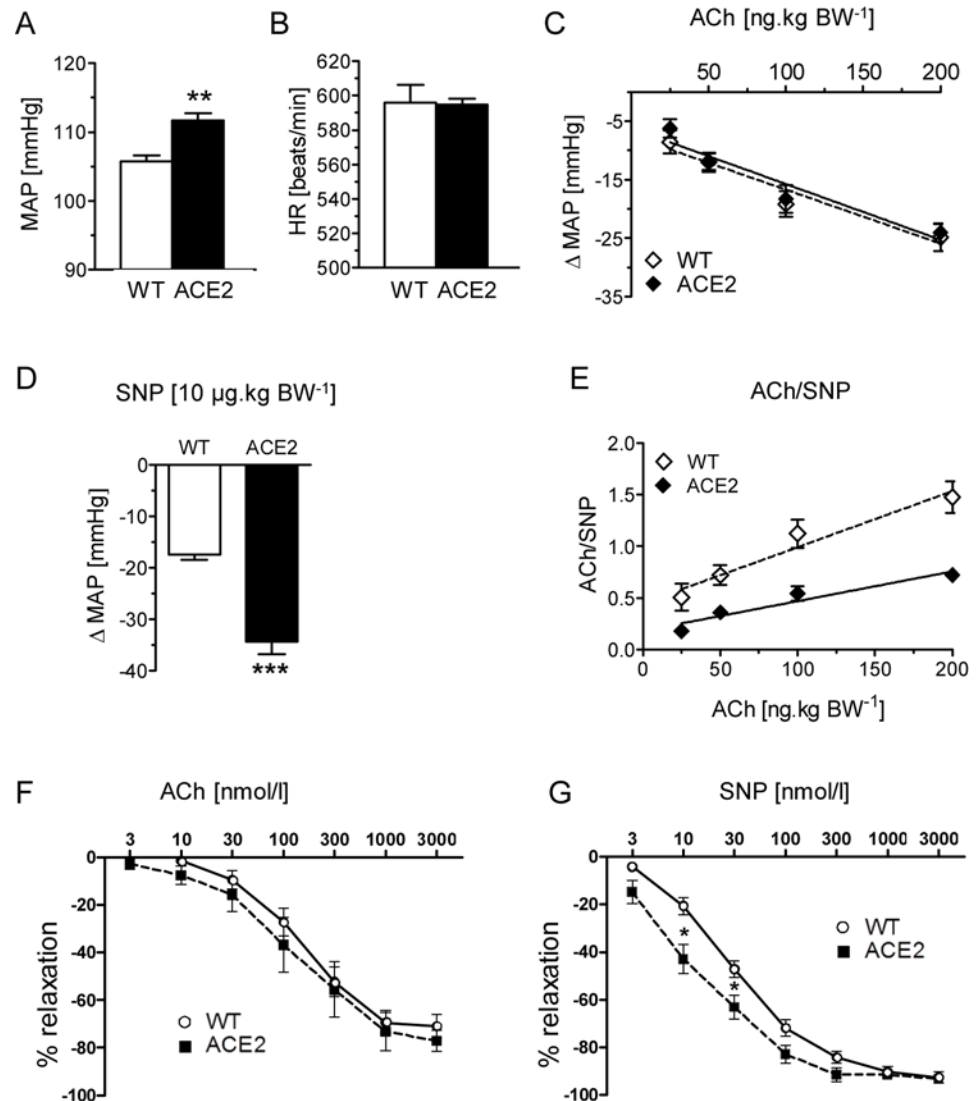 A
MAP [mmHg]
120
110
100
90
**
WT ACE2
B
HR [beats/min]
620
600
580
560
540
520
500
WT ACE2
C
ACh [ng.kg BW-1]
50 100 150 200
Δ MAP [mmHg]
-5
-15
-25
-35
WT
ACE2
D
SNP [10 µg.kg BW-1]
WT ACE2
Δ MAP [mmHg]
0
-10
-20
-30
-40
***
E
ACh/SNP
ACh/SNP
2.0
1.5
1.0
0.5
0.0
WT
ACE2
0 50 100 150 200
ACh [ng.kg BW-1]
F
ACh [nmol/l]
3 10 30 100 300 1000 3000
% relaxation
0
-20
-40
-60
-80
-100
WT
ACE2
G
SNP [nmol/l]
3 10 30 100 300 1000 3000
% relaxation
0
-20
-40
-60
-80
-100
*
*
WT
ACE2